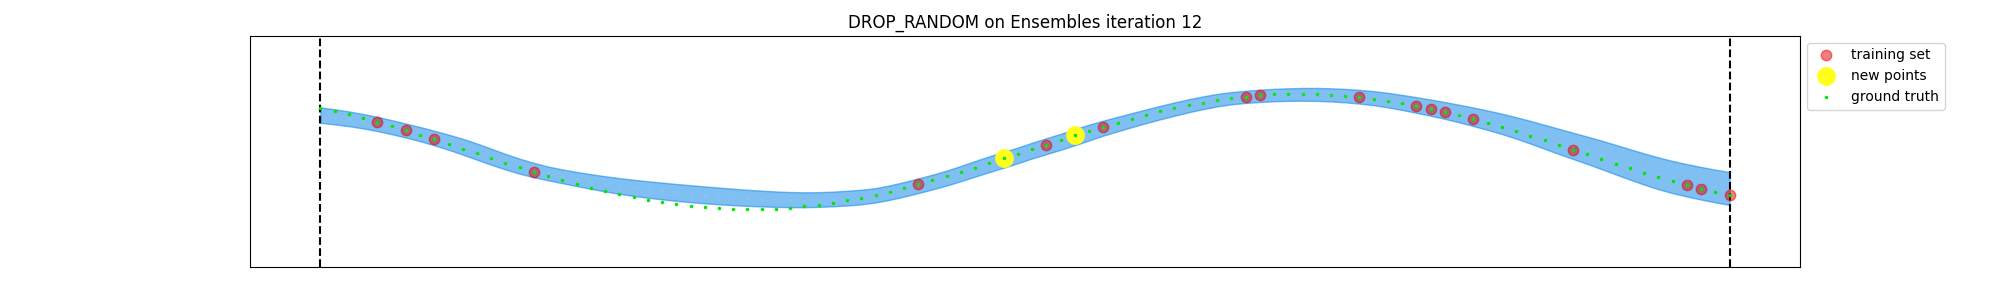 DROP_RANDOM on Ensembles iteration 12
training set
new points
ground truth